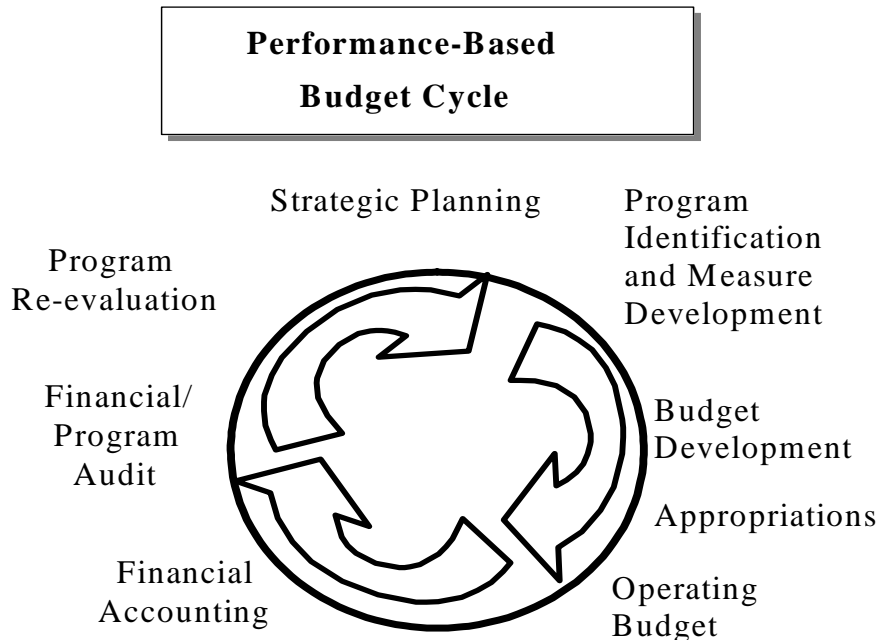 Performance-Based
Budget Cycle
Strategic Planning
Program
Identification
and Measure
Development
Budget
Development
Appropriations
Operating
Budget
Financial
Accounting
Financial/
Program
Audit
Program
Re-evaluation